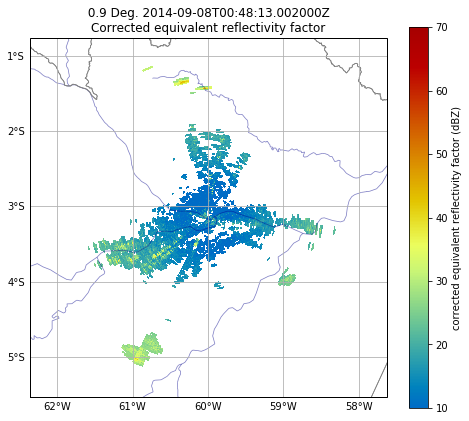 0.9 Deg. 2014-09-08T00:48:13.002000Z
Corrected equivalent reflectivity factor
1°S
2°S
3°S
4°S
5°S
62°W
61°W
60°W
59°W
58°W
70
60
50
40
30
20
10
corrected equivalent reflectivity factor (dBZ)